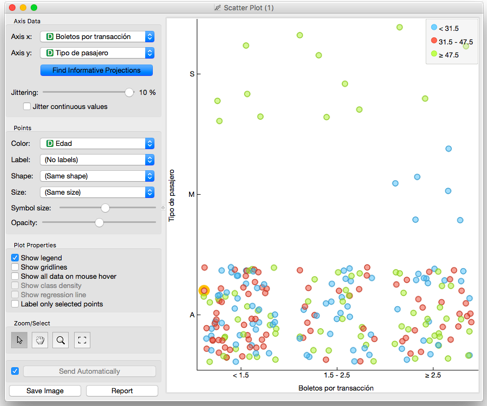 Scatter Plot (1)
Axis Data
Axis x: D Boletos por transacción
Axis y: D Tipo de pasajero
Find Informative Projections
Jittering: 10 %
Jitter continuous values
Points
Color: D Edad
Label: (No labels)
Shape: (Same shape)
Size: (Same size)
Symbol size:
Opacity:
Plot Properties
Show legend
Show gridlines
Show all data on mouse hover
Show class density
Show regression line
Label only selected points
Zoom/Select
Send Automatically
Save Image Report
< 31.5
31.5 - 47.5
≥ 47.5
S
M
A
Tipo de pasajero
< 1.5 1.5 - 2.5 ≥ 2.5
Boletos por transacción